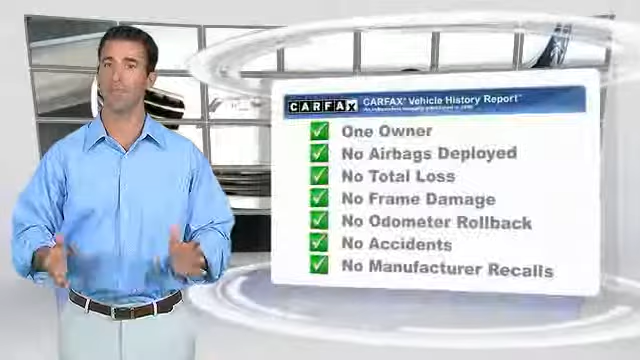 CARFAX CARFAX® Vehicle History Report™
One Owner
No Airbags Deployed
No Total Loss
No Frame Damage
No Odometer Rollback
No Accidents
No Manufacturer Recalls